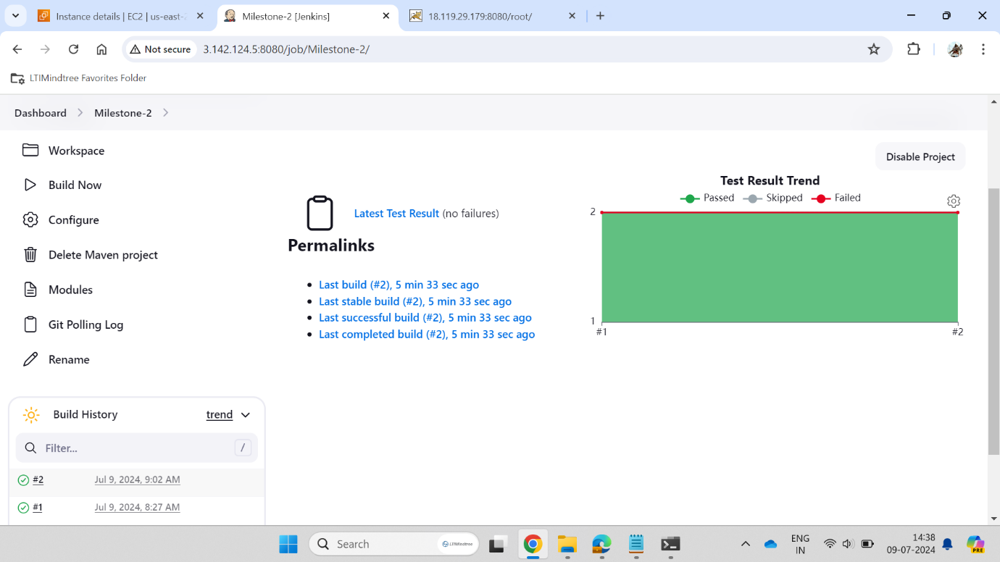 Instance details | EC2 | us-east-2
Milestone-2 [Jenkins]
18.119.29.179:8080/root/
Not secure
3.142.124.5:8080/job/Milestone-2/
LTIMindtree Favorites Folder
Dashboard
Milestone-2
Workspace
Build Now
Configure
Delete Maven project
Modules
Git Polling Log
Rename
Build History
trend
Filter...
/
#2
Jul 9, 2024, 9:02 AM
#1
Jul 9, 2024, 8:27 AM
Disable Project
Latest Test Result (no failures)
Permalinks
Last build (#2), 5 min 33 sec ago
Last stable build (#2), 5 min 33 sec ago
Last successful build (#2), 5 min 33 sec ago
Last completed build (#2), 5 min 33 sec ago
Test Result Trend
Passed
Skipped
Failed
2
1
#1
#2
Search
LTIMindtree
ENG
IN
14:38
09-07-2024
PRE